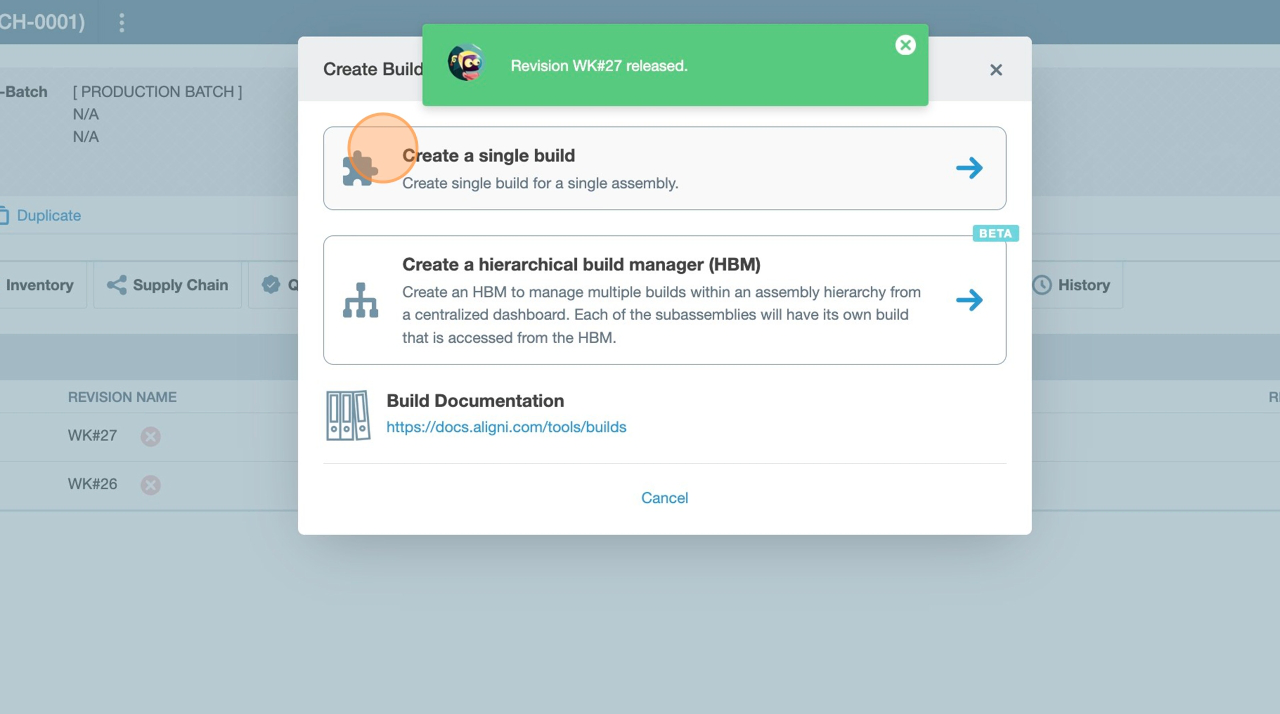 CH-0001)
Create Build
Revision WK#27 released.
-Batch
[ PRODUCTION BATCH ]
N/A
N/A
Create a single build
Create single build for a single assembly.
Duplicate
BETA
Create a hierarchical build manager (HBM)
Create an HBM to manage multiple builds within an assembly hierarchy from
a centralized dashboard. Each of the subassemblies will have its own build
that is accessed from the HBM.
Inventory
Supply Chain
Q
History
Build Documentation
https://docs.aligni.com/tools/builds
REVISION NAME
RE
WK#27
WK#26
Cancel